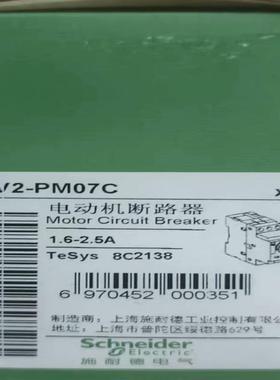 V2-PM07C
电动机断路器
Motor Circuit Breaker
1.6-2.5A
TeSys 8C2138
6 970452 000351
制造商：上海施耐德工业控制有限公
地址：上海市普陀区绥德路629号
Schneider
Electric
施耐德电气